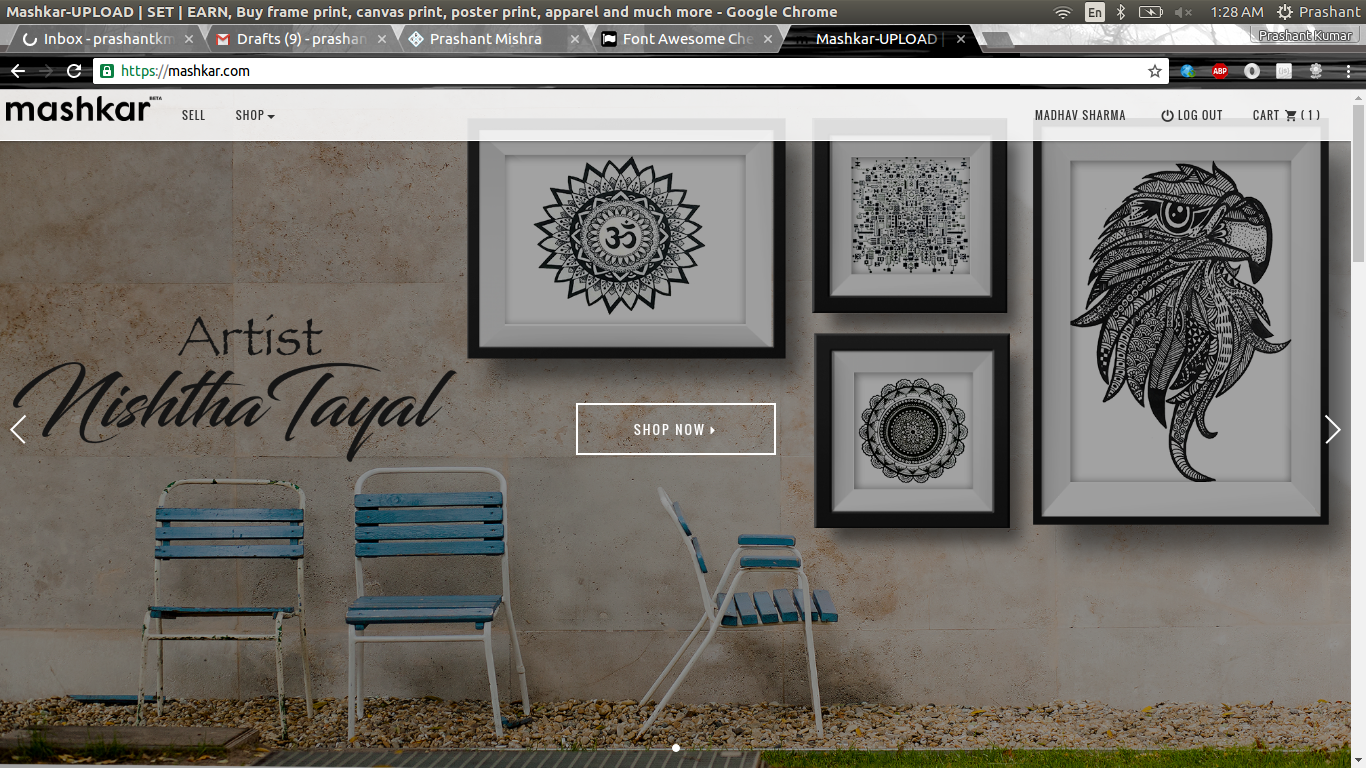 Mashkar-UPLOAD | SET | EARN, Buy frame print, canvas print, poster print, apparel and much more - Google Chrome
En
1:28 AM
Prashant
Inbox - prashantkm
Drafts (9) - prashan
Prashant Mishra
Font Awesome Che
Mashkar-UPLOAD |
Prashant Kumar
https://mashkar.com
ABP
mashkar BETA
SELL
SHOP
MADHAV SHARMA
LOG OUT
CART ( 1 )
ॐ
Artist
Nishtha Tayal
SHOP NOW